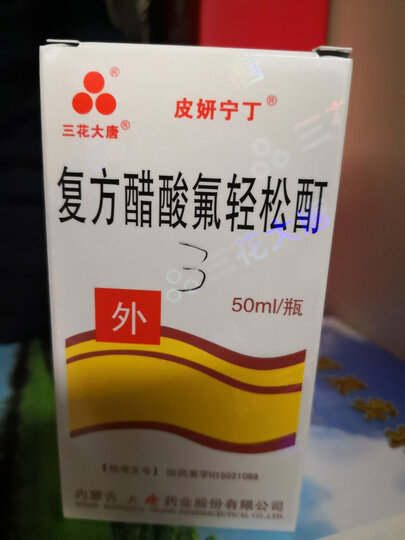 三花大唐®
皮妍宁丁®
复方醋酸氟轻松酊
3
50ml/瓶
外
【批准文号】国药准字H15021088
内蒙古大唐药业股份有限公司